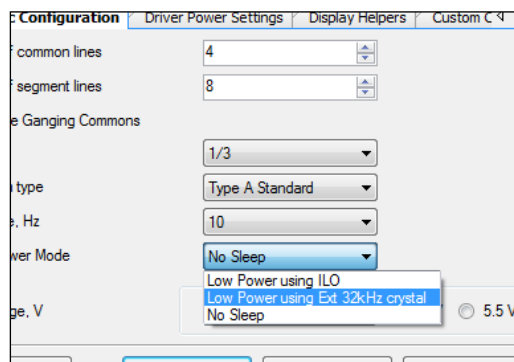 Configuration Driver Power Settings Display Helpers Custom C
common lines 4
segment lines 8
Ganging Commons
1/3
type Type A Standard
, Hz 10
wer Mode No Sleep
Low Power using ILO
Low Power using Ext 32kHz crystal
ge, V 5.5 V
No Sleep